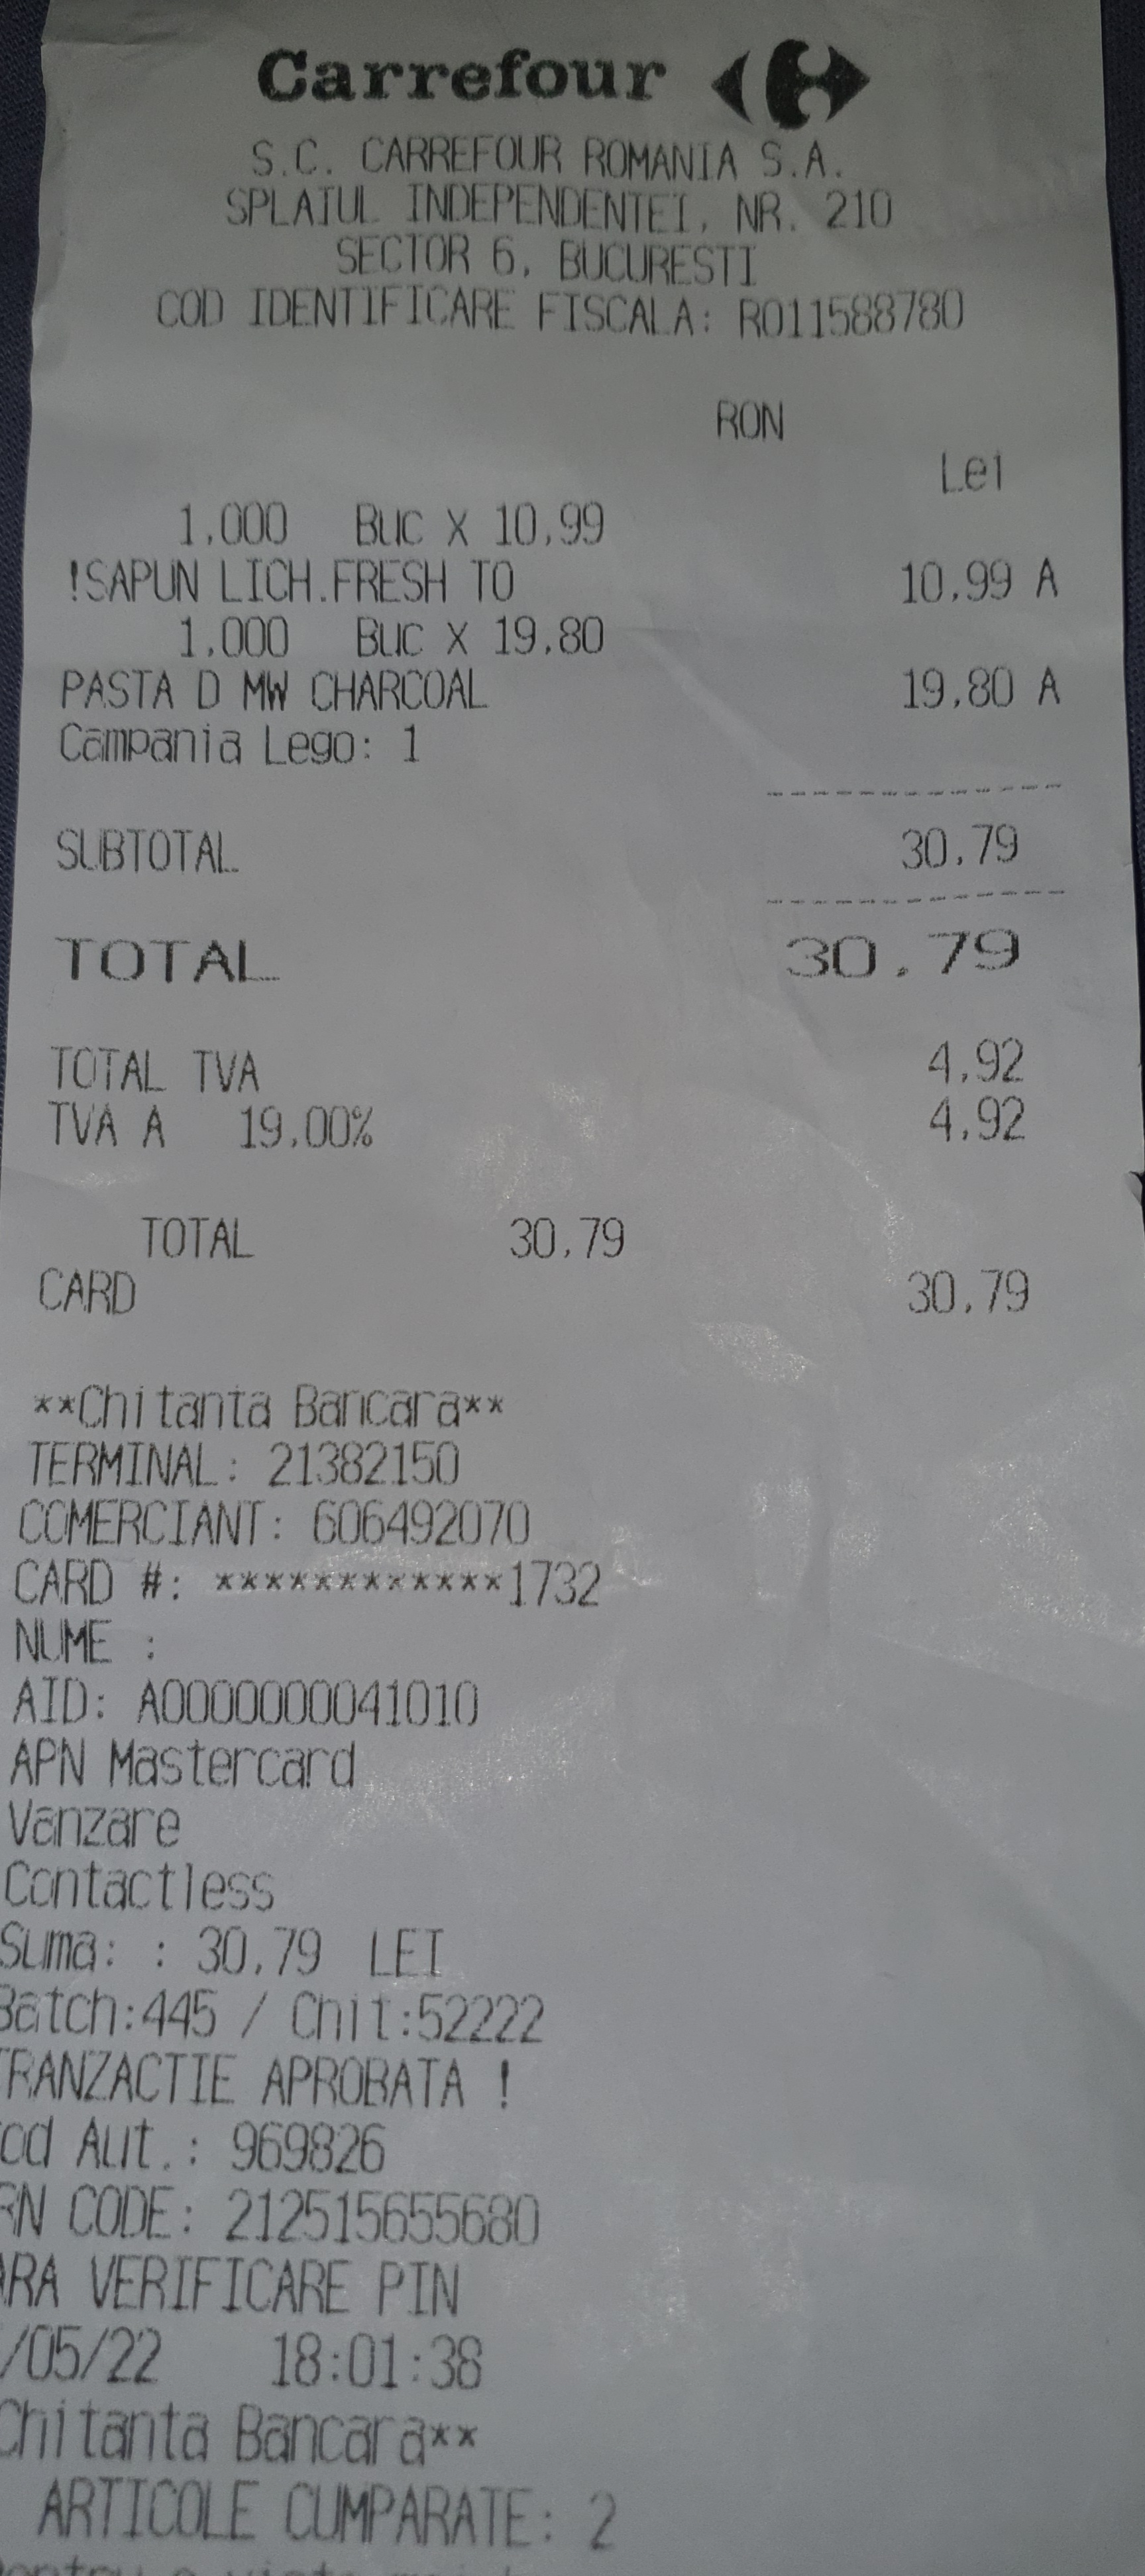 Carrefour
S.C. CARREFOUR ROMANIA S.A.
SPLAIUL INDEPENDENTEI, NR. 210
SECTOR 6, BUCURESTI
COD IDENTIFICARE FISCALA: RO11588780
RON
Lei
1,000 Buc X 10,99
!SAPUN LICH.FRESH TO 10,99 A
1,000 Buc X 19,80
PASTA D MW CHARCOAL 19,80 A
Campania Lego: 1
SUBTOTAL 30,79
TOTAL 30,79
TOTAL TVA 4,92
TVA A 19,00% 4,92
TOTAL 30,79
CARD 30,79
**Chitanta Bancara**
TERMINAL: 21382150
COMERCIANT: 606492070
CARD #: ************1732
NUME :
AID: A0000000041010
APN Mastercard
Vanzare
Contactless
Suma: : 30,79 LEI
Batch:445 / Chit:52222
TRANZACTIE APROBATA !
od Aut.: 969826
RN CODE: 212515655680
ARA VERIFICARE PIN
/05/22 18:01:38
Chitanta Bancara**
ARTICOLE CUMPARATE: 2